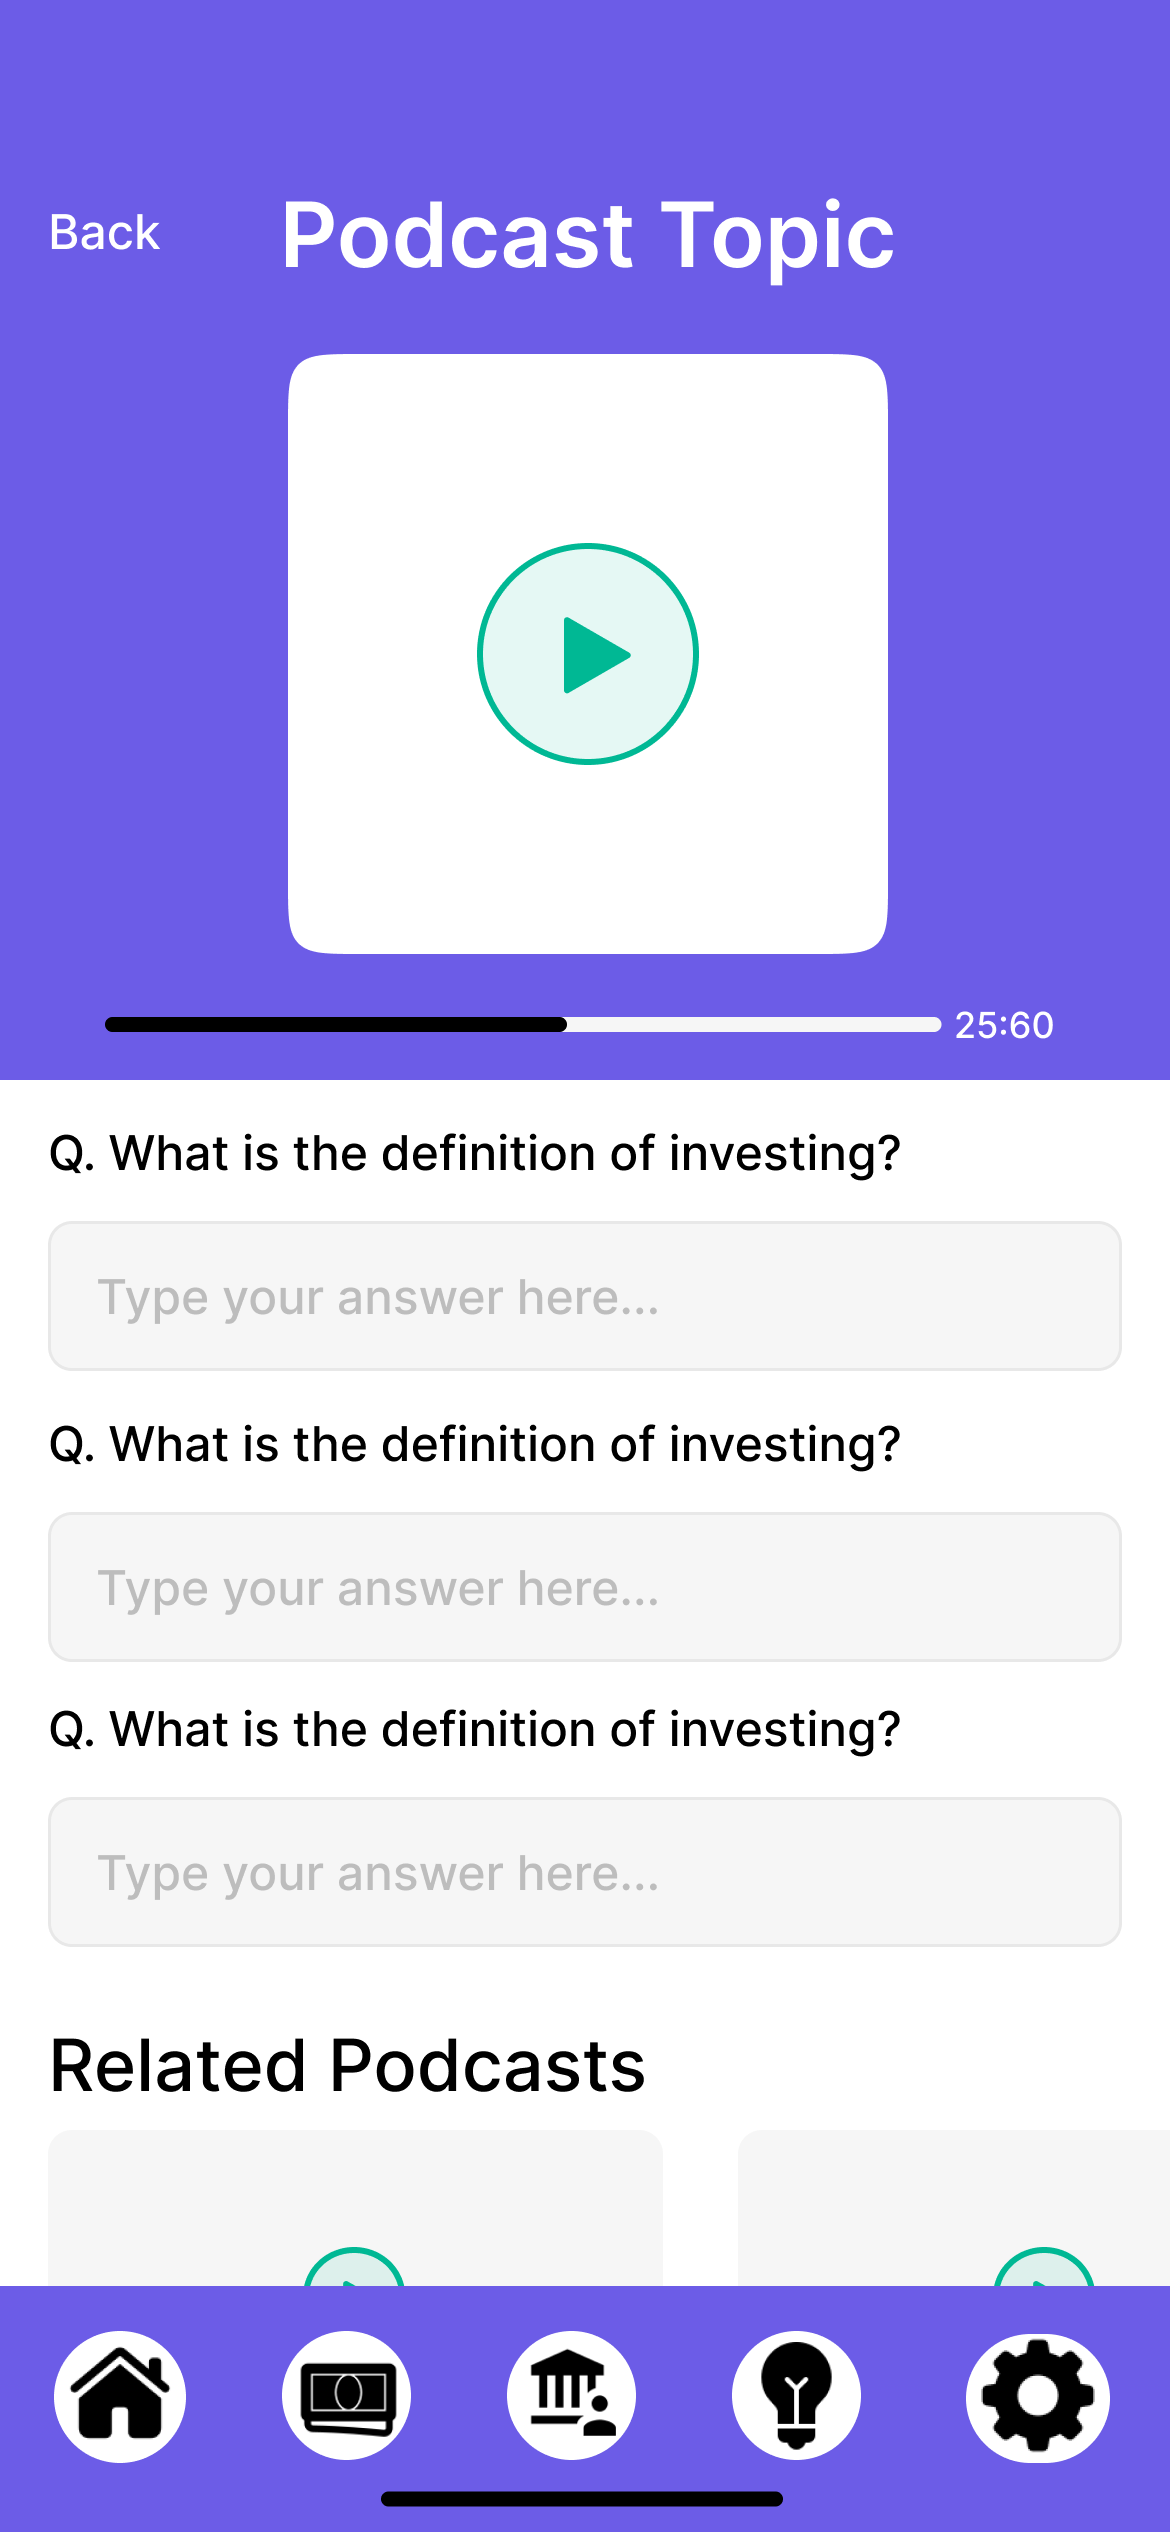 Back
Podcast Topic
25:60
Q. What is the definition of investing?
Type your answer here...
Q. What is the definition of investing?
Type your answer here...
Q. What is the definition of investing?
Type your answer here...
Related Podcasts